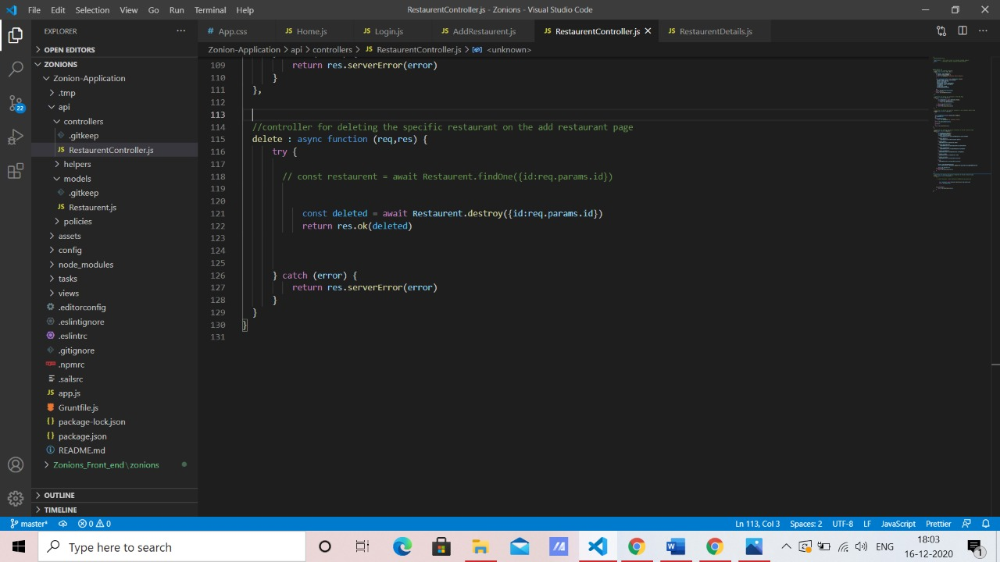 File Edit Selection View Go Run Terminal Help RestaurentController.js - Zonions - Visual Studio Code
EXPLORER
App.css Home.js Login.js AddRestaurent.js RestaurentController.js RestaurentDetails.js
OPEN EDITORS
Zonion-Application > api > controllers > RestaurentController.js > <unknown>
ZONIONS
Zonion-Application
.tmp
api
controllers
.gitkeep
RestaurentController.js
helpers
models
.gitkeep
Restaurent.js
policies
assets
config
node_modules
tasks
views
.editorconfig
.eslintignore
.eslintrc
.gitignore
.npmrc
.sailsrc
app.js
Gruntfile.js
package-lock.json
package.json
README.md
Zonions_Front_end\zonions
OUTLINE
TIMELINE
22
109 return res.serverError(error)
110 }
111 },
112
113
114 //controller for deleting the specific restaurant on the add restaurent page
115 delete : async function (req,res) {
116 try {
117
118 // const restaurent = await Restaurent.findOne({id:req.params.id})
119
120
121 const deleted = await Restaurent.destroy({id:req.params.id})
122 return res.ok(deleted)
123
124
125
126 } catch (error) {
127 return res.serverError(error)
128 }
129 }
130 }
131
master* 0 0 Ln 113, Col 3 Spaces: 2 UTF-8 LF JavaScript Prettier
Type here to search
ENG
18:03
16-12-2020
1